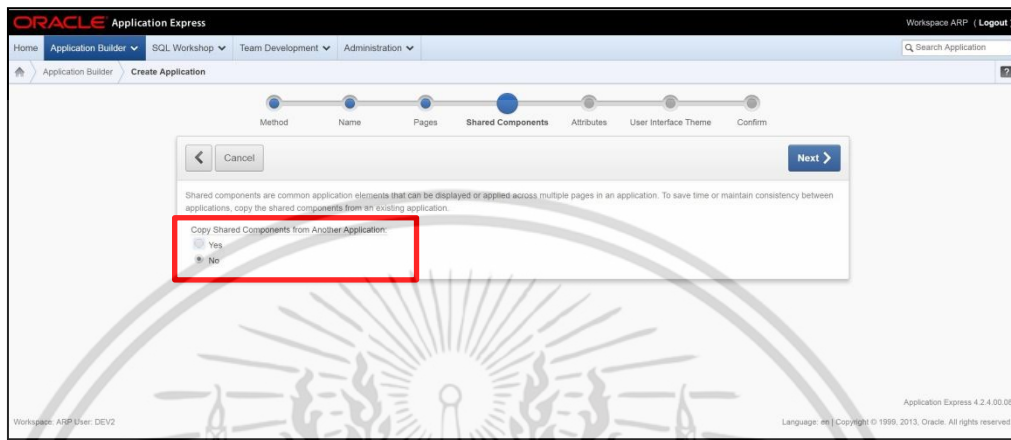 ORACLE Application Express
Workspace ARP ( Logout )
Home Application Builder SQL Workshop Team Development Administration
Search Application
Application Builder Create Application
?
Method Name Pages Shared Components Attributes User Interface Theme Confirm
Cancel
Next
Shared components are common application elements that can be displayed or applied across multiple pages in an application. To save time or maintain consistency between
applications, copy the shared components from an existing application.
Copy Shared Components from Another Application:
Yes
No
Application Express 4.2.4.00.08
Workspace: ARP User: DEV2
Language: en | Copyright © 1999, 2013, Oracle. All rights reserved.